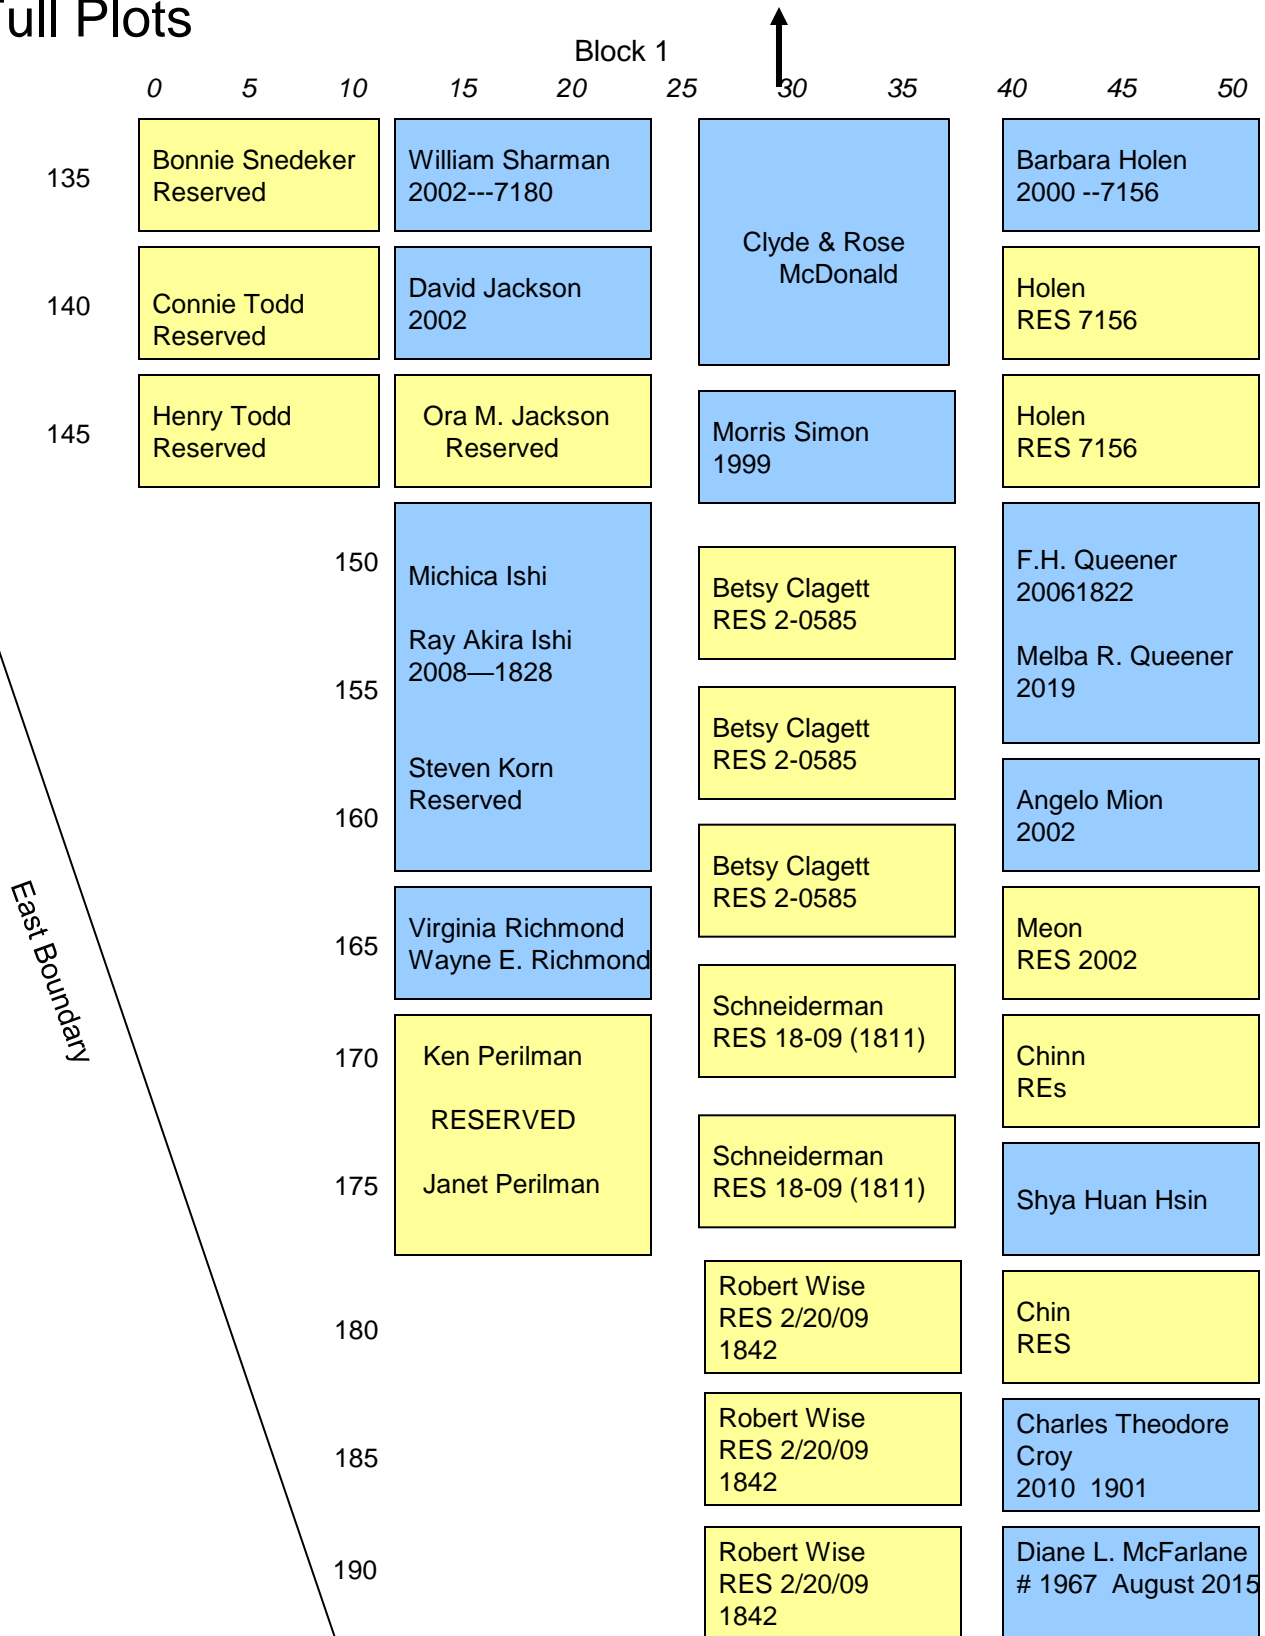 Full Plots
Block 1
0 5 10 15 20 25 30 35 40 45 50
135
Bonnie Snedeker
Reserved
William Sharman
2002---7180
Clyde & Rose
McDonald
Barbara Holen
2000 --7156
140
Connie Todd
Reserved
David Jackson
2002
Holen
RES 7156
145
Henry Todd
Reserved
Ora M. Jackson
Reserved
Morris Simon
1999
Holen
RES 7156
150
Michica Ishi
Ray Akira Ishi
2008—1828
155
Steven Korn
Reserved
160
Betsy Clagett
RES 2-0585
Betsy Clagett
RES 2-0585
Betsy Clagett
RES 2-0585
F.H. Queener
20061822
Melba R. Queener
2019
Angelo Mion
2002
East Boundary
165
Virginia Richmond
Wayne E. Richmond
Schneiderman
RES 18-09 (1811)
Meon
RES 2002
170
Ken Perilman
RESERVED
175
Janet Perilman
Schneiderman
RES 18-09 (1811)
Chinn
REs
Shya Huan Hsin
180
Robert Wise
RES 2/20/09
1842
Chin
RES
185
Robert Wise
RES 2/20/09
1842
Charles Theodore
Croy
2010 1901
190
Robert Wise
RES 2/20/09
1842
Diane L. McFarlane
# 1967 August 2015